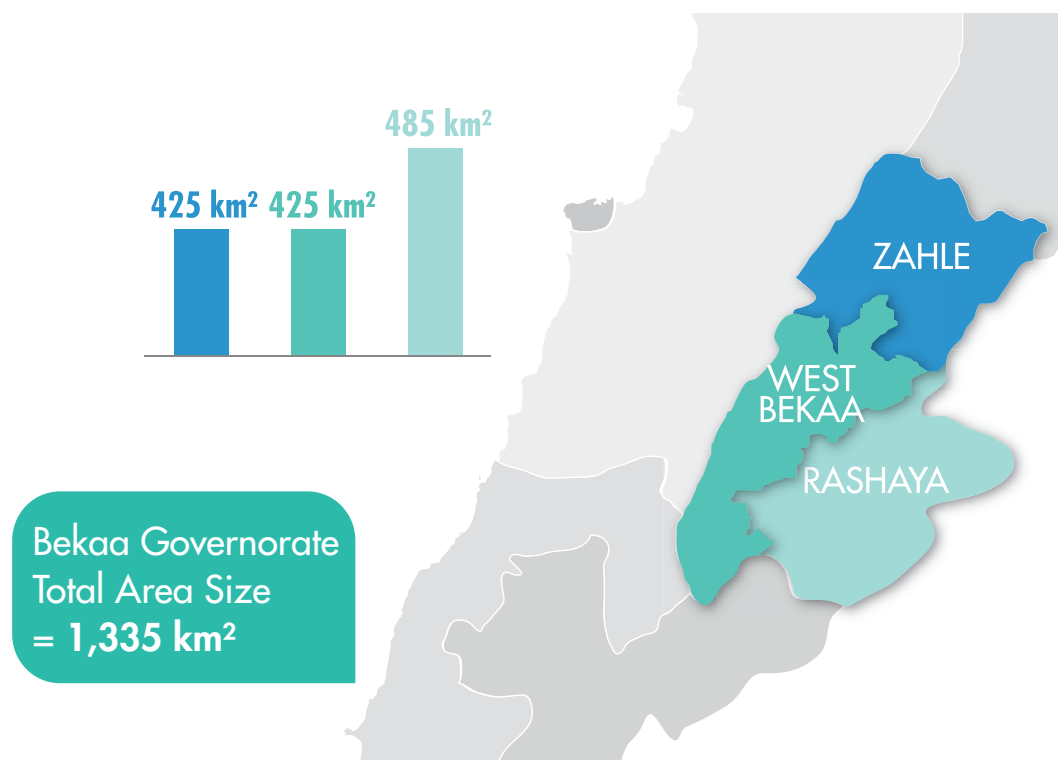 485 km²
425 km² 425 km²
ZAHLE
WEST
BEKAA
RASHAYA
Bekaa Governorate
Total Area Size
= 1,335 km²